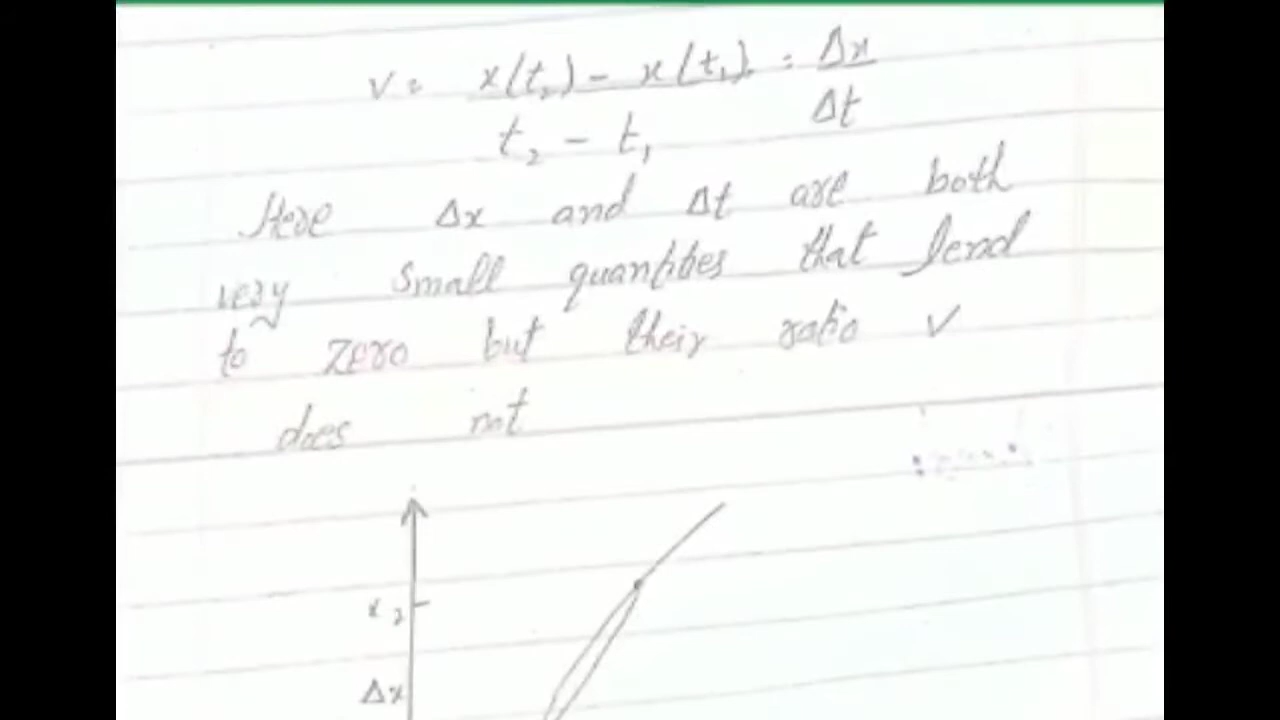 v = x(t₂) - x(t₁) = Δx
t₂ - t₁ Δt
Here Δx and Δt are both
very small quantities that tend
to zero but their ratio v
does not
x₂
Δx